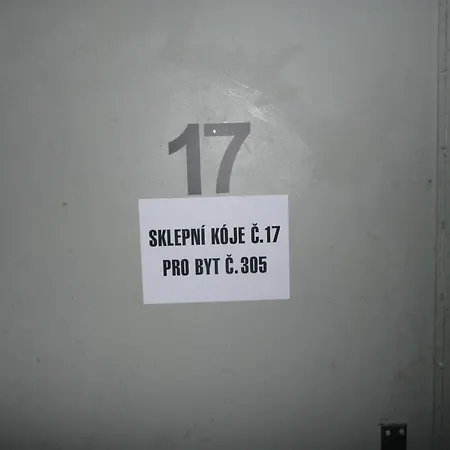 17
SKLEPNÍ KÓJE Č.17
PRO BYT Č.305